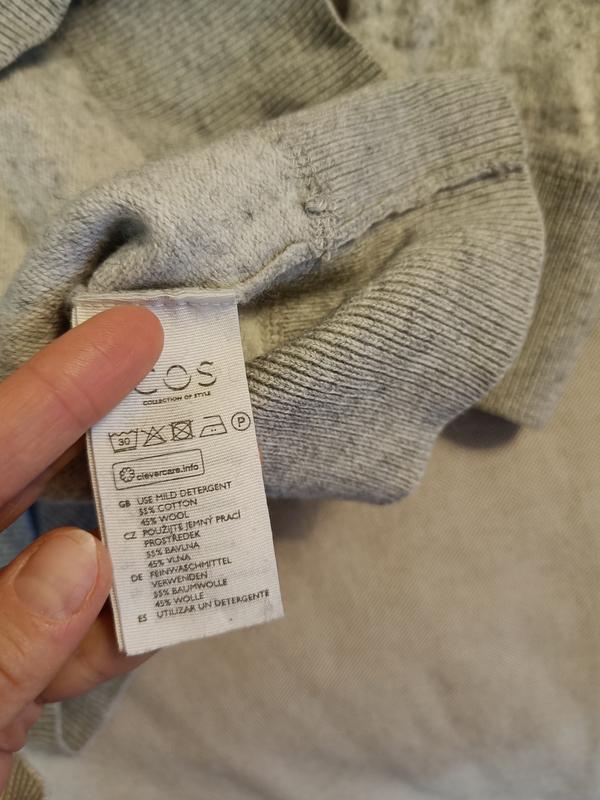 COS
COLLECTION OF STYLE
30 P
clevercare.info
GB USE MILD DETERGENT
55% COTTON
45% WOOL
CZ POUŽIJTE JEMNÝ PRACÍ
PROSTŘEDEK
55% BAVLNA
45% VLNA
DE FEINWASCHMITTEL
VERWENDEN
55% BAUMWOLLE
45% WOLLE
ES UTILIZAR UN DETERGENTE